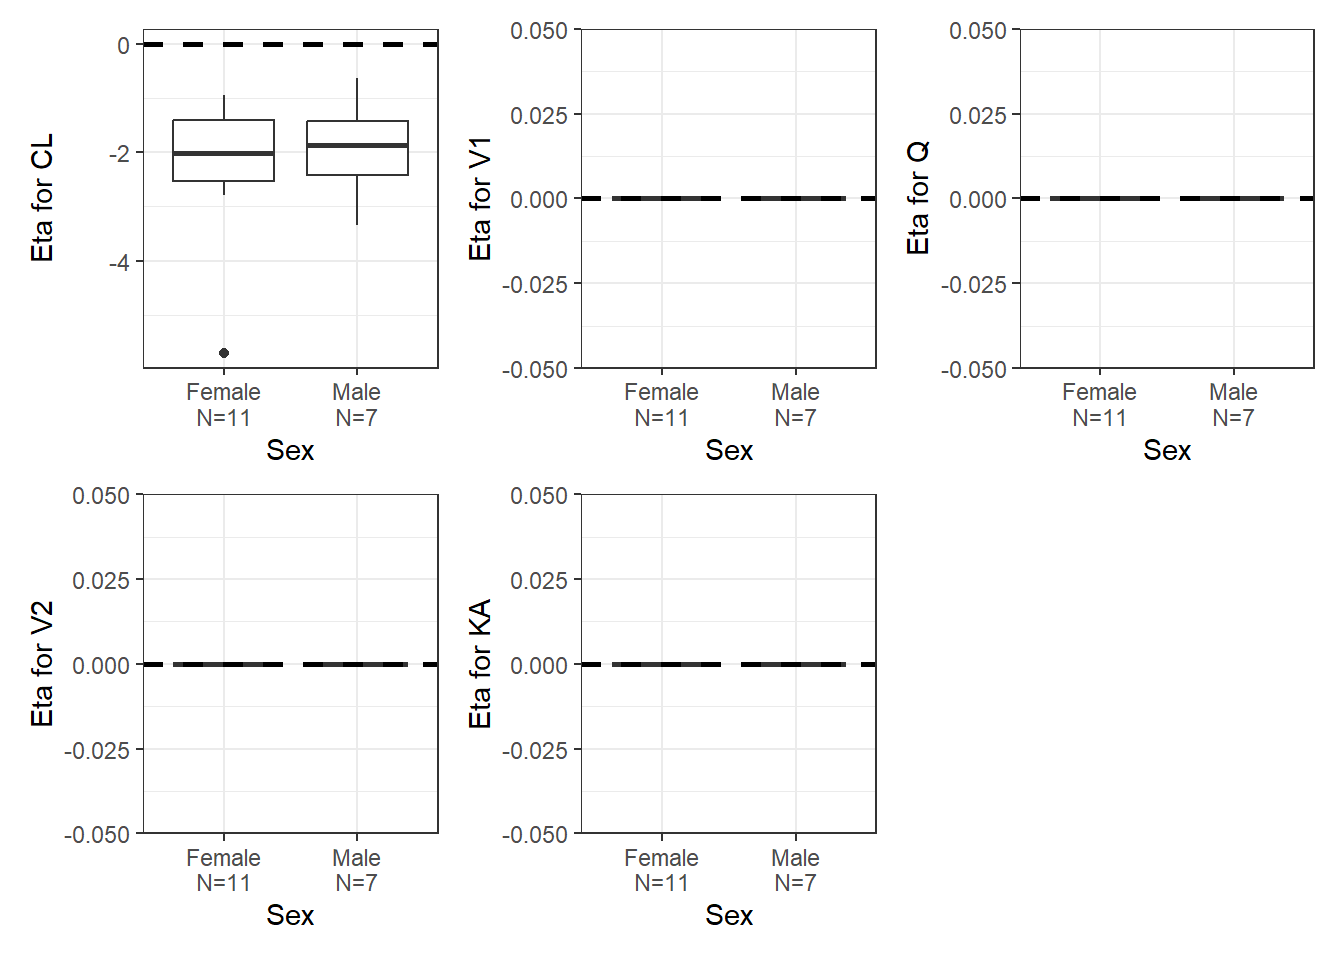 Eta for CL
0
-2
-4
Female
N=11
Male
N=7
Sex
Eta for V1
0.050
0.025
0.000
-0.025
-0.050
Female
N=11
Male
N=7
Sex
Eta for Q
0.050
0.025
0.000
-0.025
-0.050
Female
N=11
Male
N=7
Sex
Eta for V2
0.050
0.025
0.000
-0.025
-0.050
Female
N=11
Male
N=7
Sex
Eta for KA
0.050
0.025
0.000
-0.025
-0.050
Female
N=11
Male
N=7
Sex